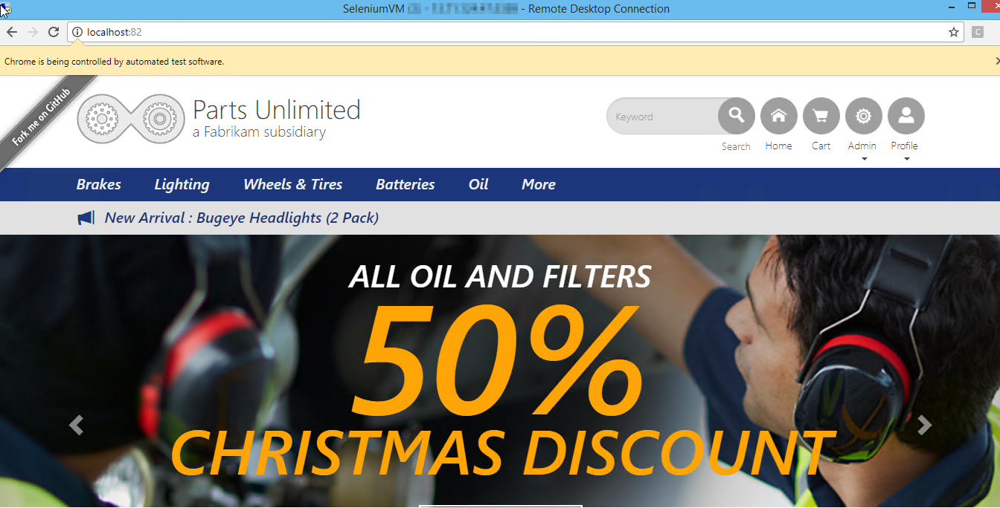 SeleniumVM - Remote Desktop Connection
localhost:82
C
Chrome is being controlled by automated test software.
Fork me on GitHub
Parts Unlimited
a Fabrikam subsidiary
Keyword
Search
Home
Cart
Admin
Profile
Brakes
Lighting
Wheels & Tires
Batteries
Oil
More
New Arrival : Bugeye Headlights (2 Pack)
ALL OIL AND FILTERS
50%
CHRISTMAS DISCOUNT